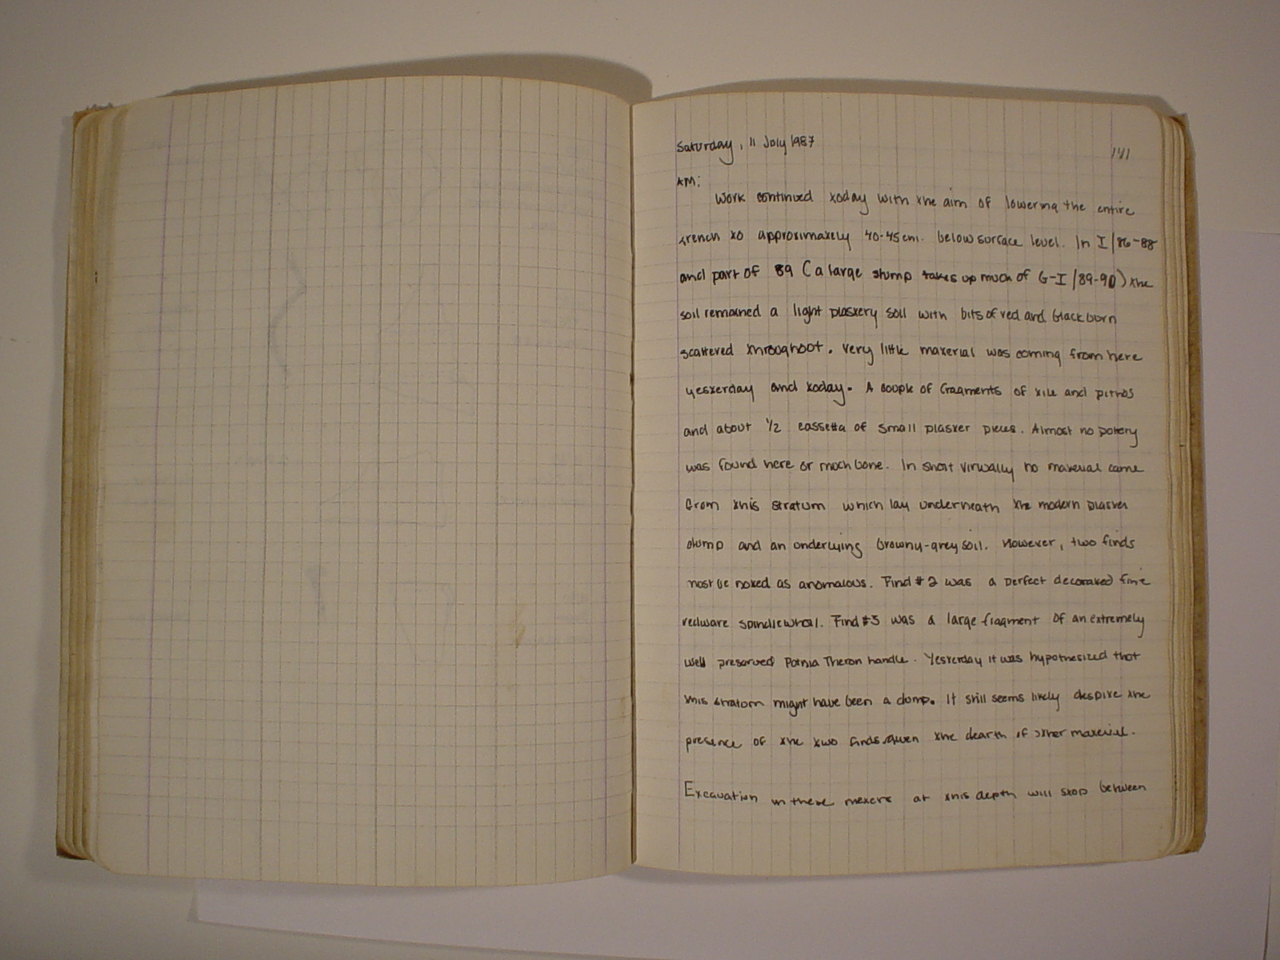 Saturday, 11 July 1987
141
AM:
Work continued today with the aim of lowering the entire
trench to approximately 40-45cm. below surface level. In I/86-88
and part of 89 (a large stump takes up much of G-I/89-90) the
soil remained a light plastery soil with bits of red and black burn
scattered throughout. Very little material was coming from here
yesterday and today. A couple of fragments of tile and pithos
and about 1/2 cassetta of small plaster pieces. Almost no pottery
was found here or much bone. In short virtually no material came
from this stratum which lay underneath the modern plaster
dump and an underlying browny-grey soil. However, two finds
must be noted as anomalous. Find #2 was a perfect decorated fine
redware spindle whorl. Find #3 was a large fragment of an extremely
well preserved Potnia Theron handle. Yesterday it was hypothesized that
this stratum might have been a dump. It still seems likely despite the
presence of the two finds given the dearth of other material.
Excavation in these meters at this depth will stop between